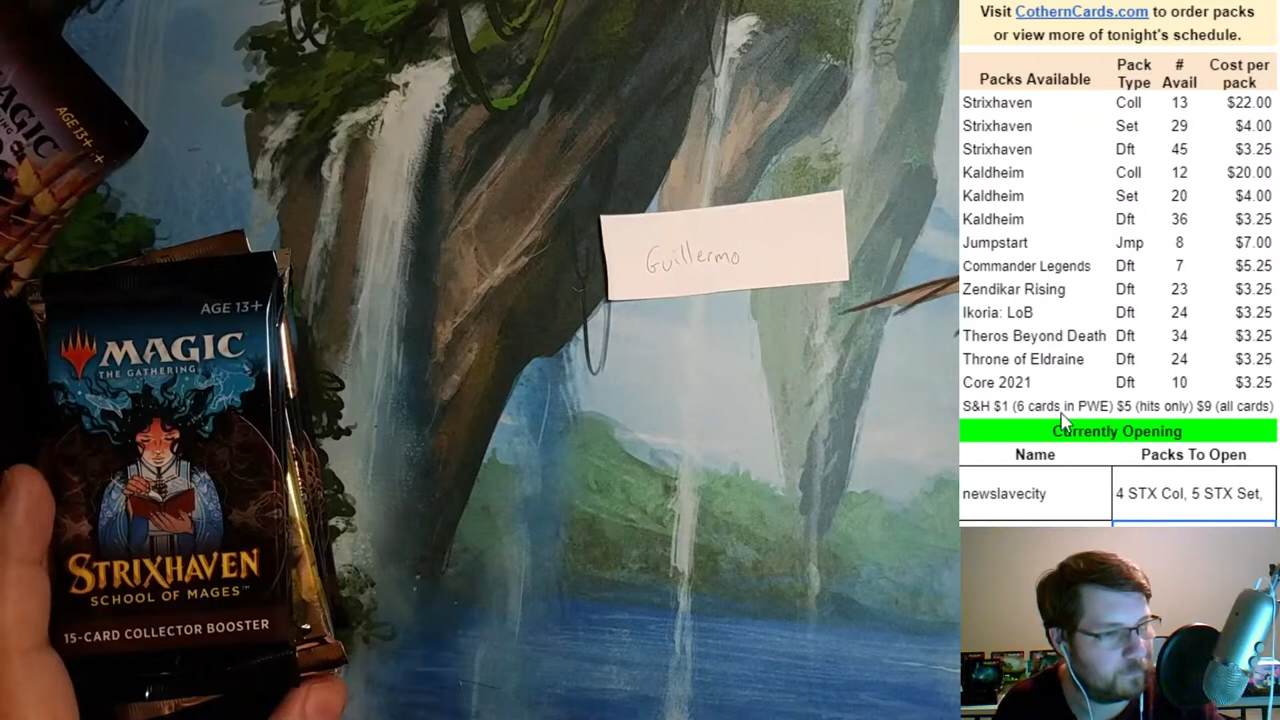 AGIC
AGE 13+
AGE 13+
MAGIC
THE GATHERING
STRIXHAVEN
SCHOOL OF MAGES™
15-CARD COLLECTOR BOOSTER
Guillermo
Visit CothernCards.com to order packs
or view more of tonight's schedule.
Packs Available Pack Type # Avail Cost per pack
Strixhaven Coll 13 $22.00
Strixhaven Set 29 $4.00
Strixhaven Dft 45 $3.25
Kaldheim Coll 12 $20.00
Kaldheim Set 20 $4.00
Kaldheim Dft 36 $3.25
Jumpstart Jmp 8 $7.00
Commander Legends Dft 7 $5.25
Zendikar Rising Dft 23 $3.25
Ikoria: LoB Dft 24 $3.25
Theros Beyond Death Dft 34 $3.25
Throne of Eldraine Dft 24 $3.25
Core 2021 Dft 10 $3.25
S&H $1 (6 cards in PWE) $5 (hits only) $9 (all cards)
Currently Opening
Name Packs To Open
newslavecity 4 STX Col, 5 STX Set,